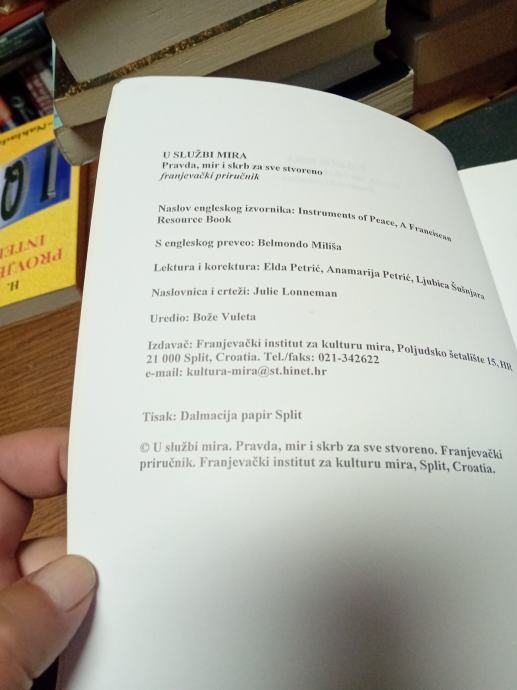 U SLUŽBI MIRA
Pravda, mir i skrb za sve stvoreno
franjevački priručnik
Naslov engleskog izvornika: Instruments of Peace, A Franciscan
Resource Book
S engleskog preveo: Belmondo Miliša
Lektura i korektura: Elda Petrić, Anamarija Petrić, Ljubica Šušnjara
Naslovnica i crteži: Julie Lonneman
Uredio: Bože Vuleta
Izdavač: Franjevački institut za kulturu mira, Poljudsko šetalište 15, HR
21 000 Split, Croatia. Tel./faks: 021-342622
e-mail: kultura-mira@st.hinet.hr
Tisak: Dalmacija papir Split
© U službi mira. Pravda, mir i skrb za sve stvoreno. Franjevački
priručnik. Franjevački institut za kulturu mira, Split, Croatia.
H.
PROVJE
INTE